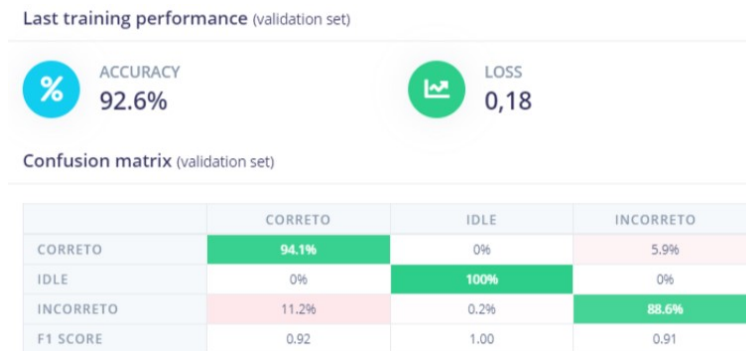 Last training performance (validation set)
% ACCURACY LOSS
92.6% 0,18
Confusion matrix (validation set)
CORRETO IDLE INCORRETO
CORRETO 94.1% 0% 5.9%
IDLE 0% 100% 0%
INCORRETO 11.2% 0.2% 88.6%
F1 SCORE 0.92 1.00 0.91